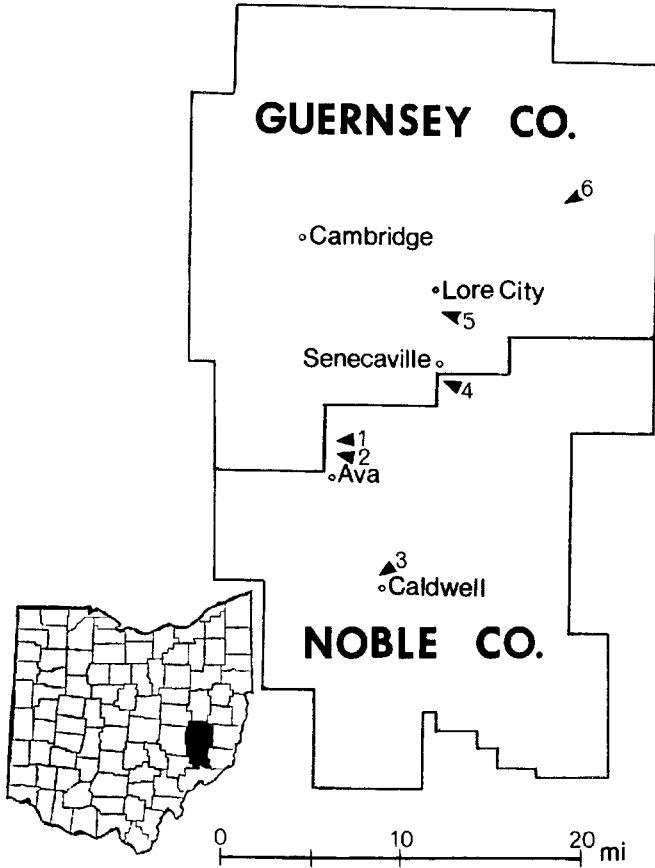 GUERNSEY CO.
6
Cambridge
Lore City
5
Senecaville
4
1
2
Ava
3
Caldwell
NOBLE CO.
0 10 20 mi